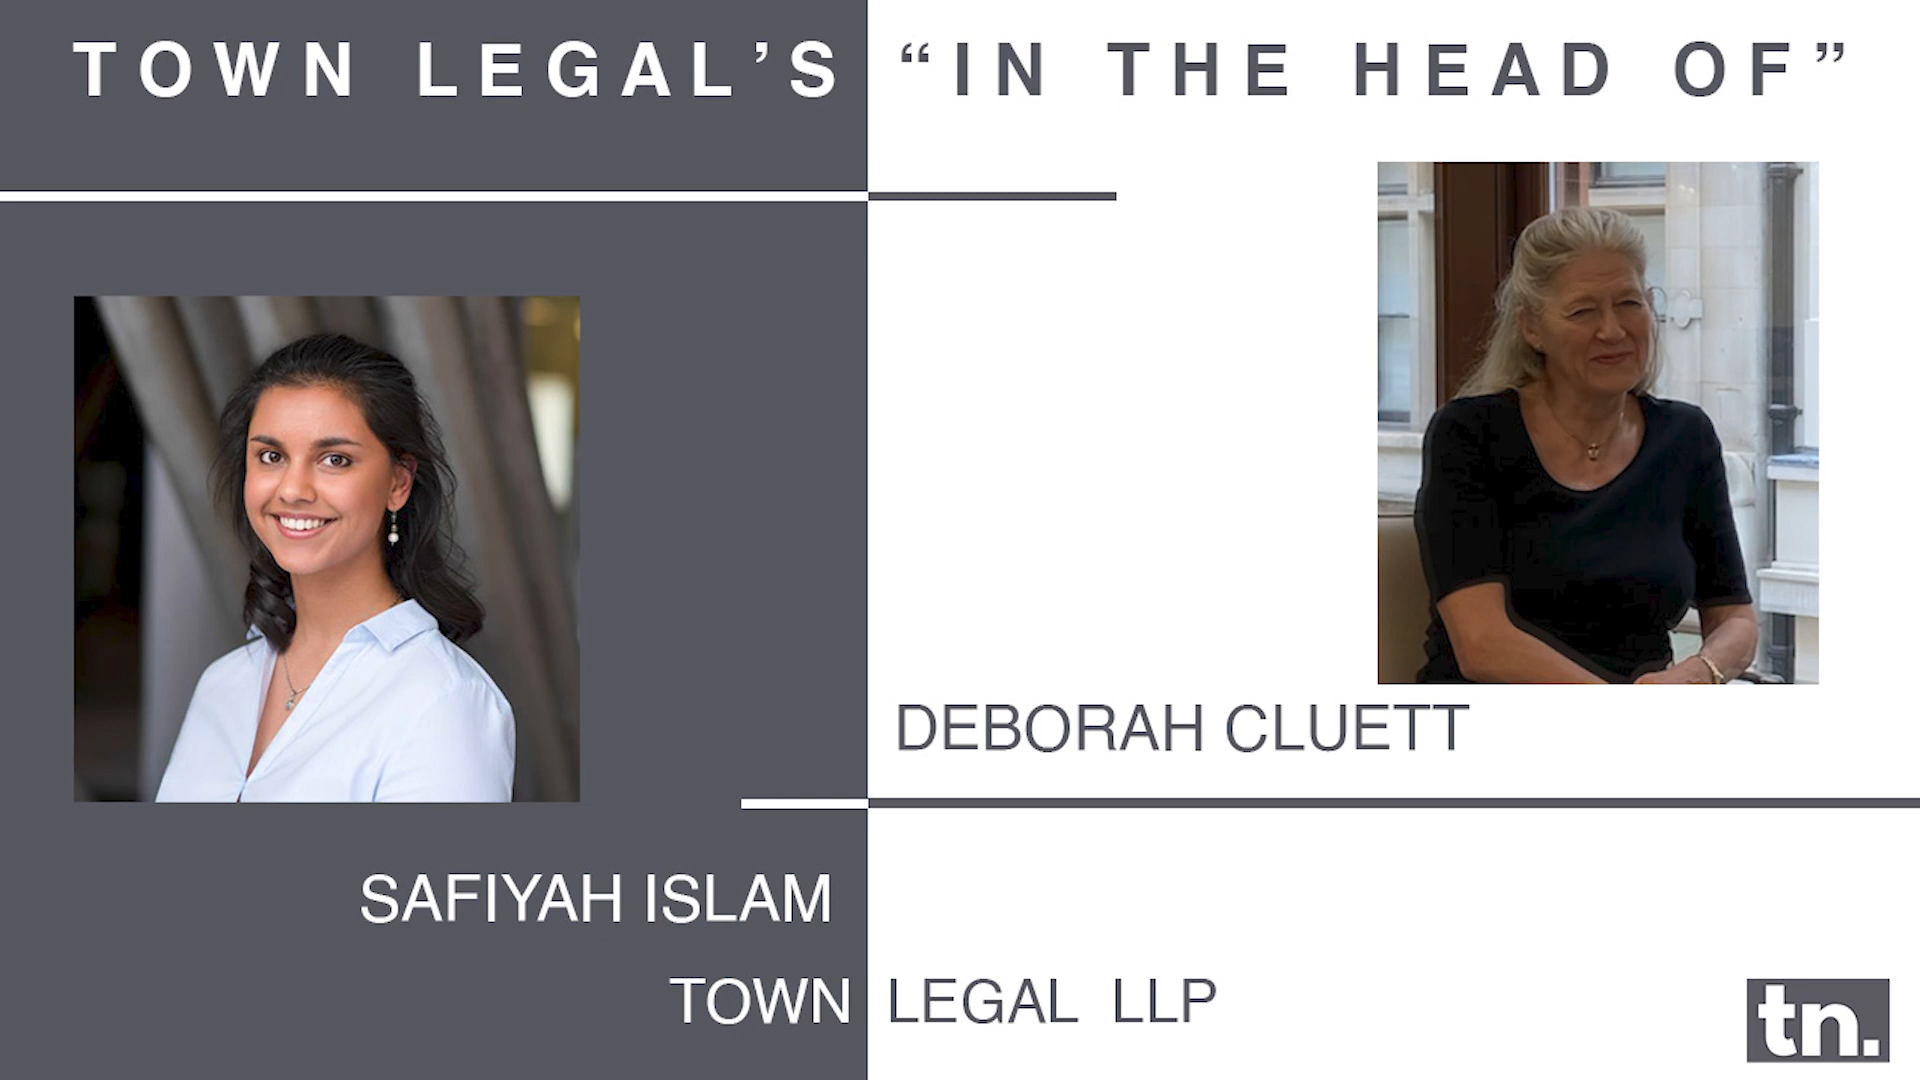 TOWN LEGAL’S “IN THE HEAD OF”
DEBORAH CLUETT
SAFIYAH ISLAM
TOWN LEGAL LLP
tn.